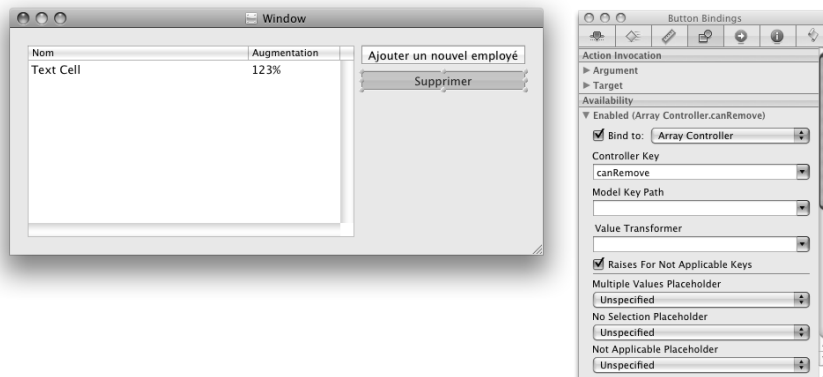 Window
Nom Augmentation
Text Cell 123%
Ajouter un nouvel employé
Supprimer
Button Bindings
Action Invocation
Argument
Target
Availability
Enabled (Array Controller.canRemove)
Bind to: Array Controller
Controller Key
canRemove
Model Key Path
Value Transformer
Raises For Not Applicable Keys
Multiple Values Placeholder
Unspecified
No Selection Placeholder
Unspecified
Not Applicable Placeholder
Unspecified